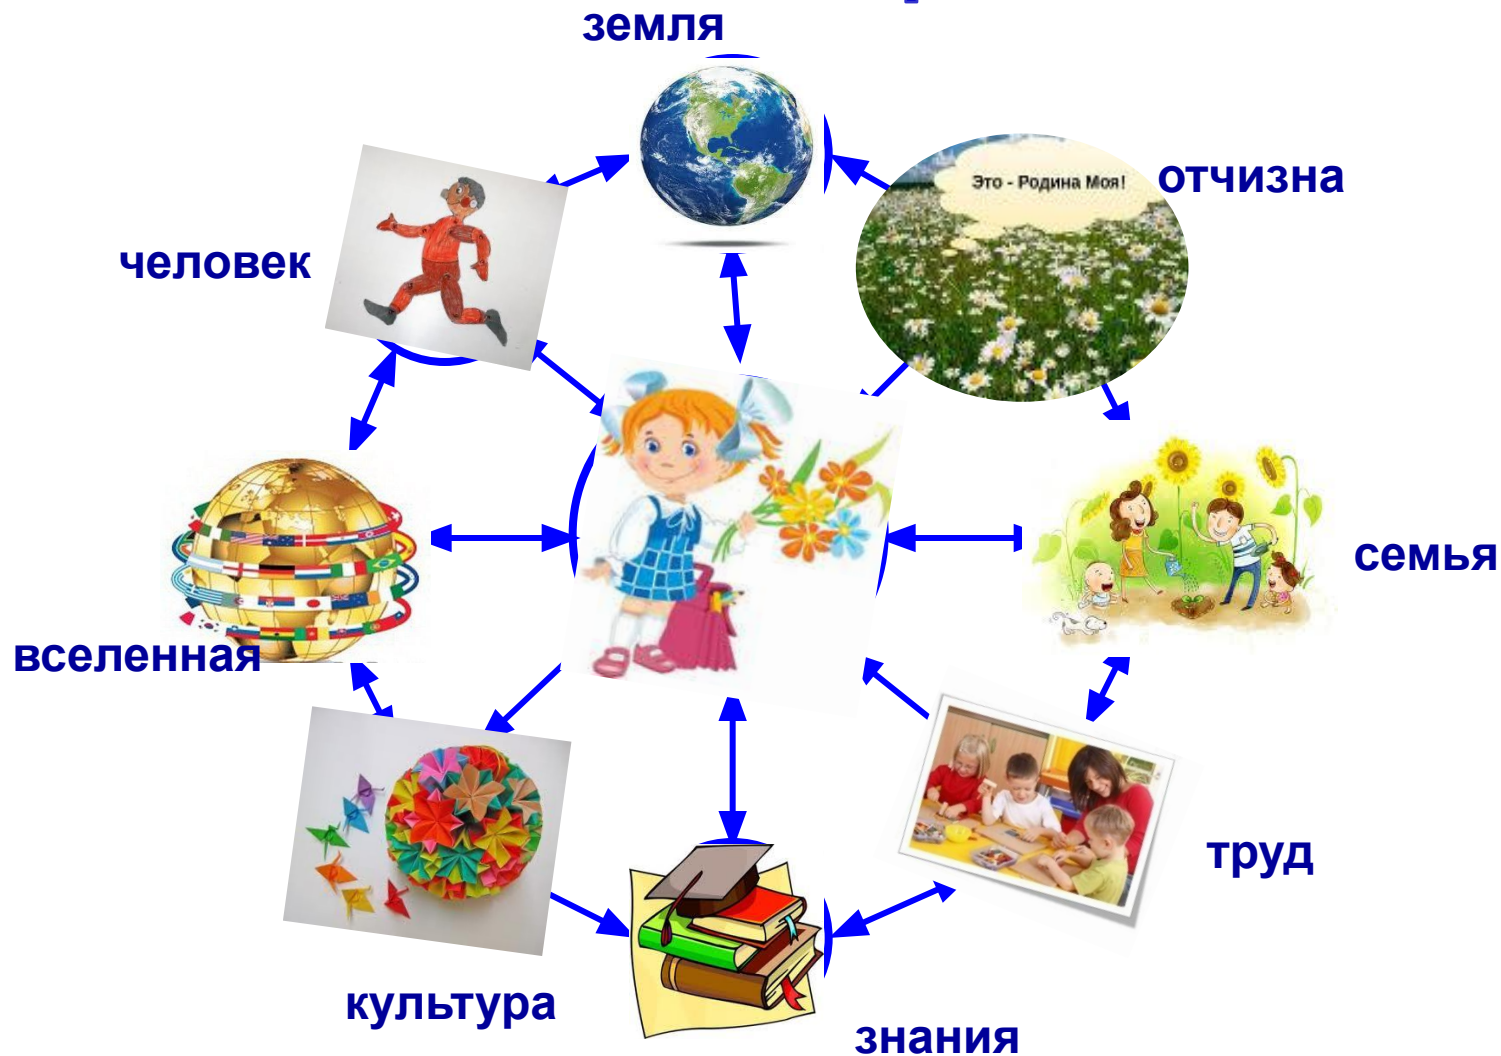 земля
Это - Родина Моя!
отчизна
человек
семья
вселенная
труд
культура
знания